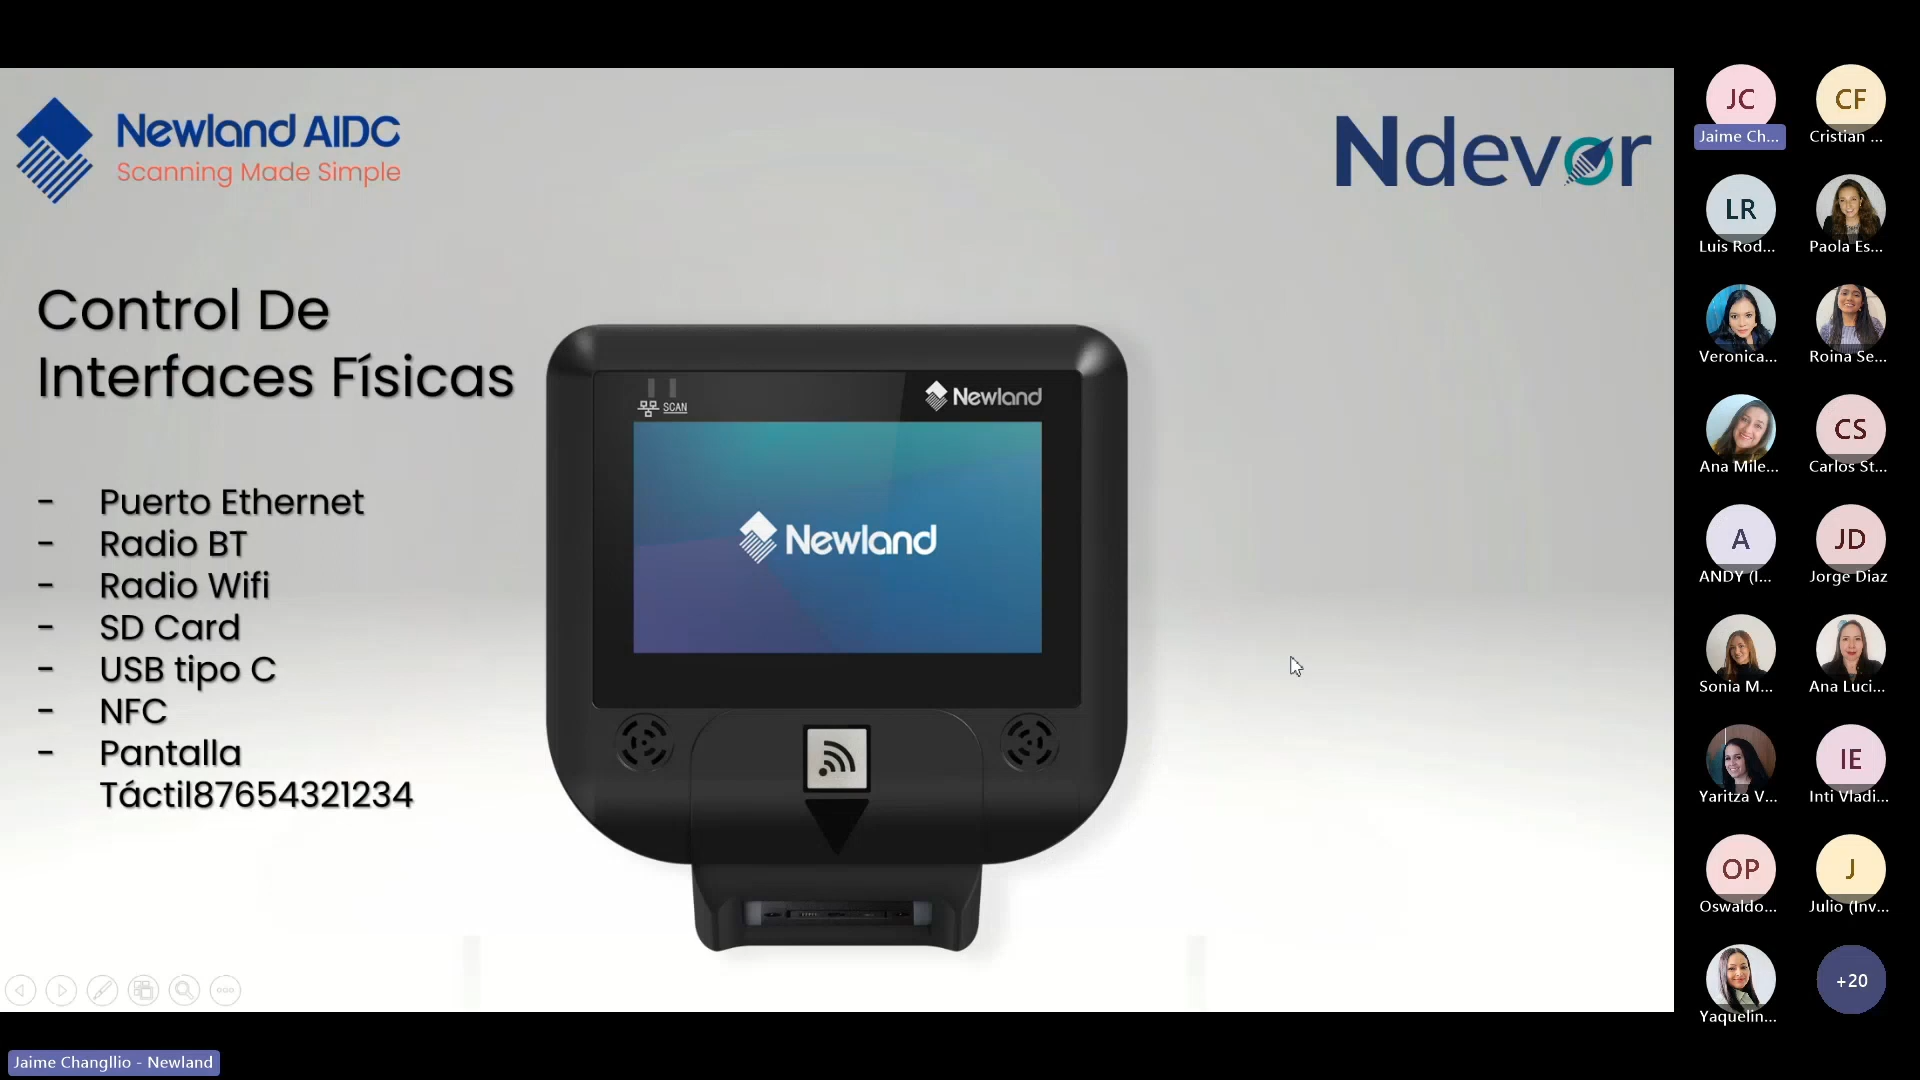 Newland AIDC
Scanning Made Simple
Ndevor
Control De
Interfaces Físicas
- Puerto Ethernet
- Radio BT
- Radio Wifi
- SD Card
- USB tipo C
- NFC
- Pantalla
Táctil87654321234
SCAN
Newland
Newland
JC
Jaime Ch...
CF
Cristian ...
LR
Luis Rod...
Paola Es...
Veronica...
Roina Se...
Ana Mile...
CS
Carlos St...
A
ANDY (I...
JD
Jorge Diaz
Sonia M...
Ana Luci...
Yaritza V...
IE
Inti Vladi...
OP
Oswaldo...
J
Julio (Inv...
Yaquelin...
+20
Jaime Changllio - Newland